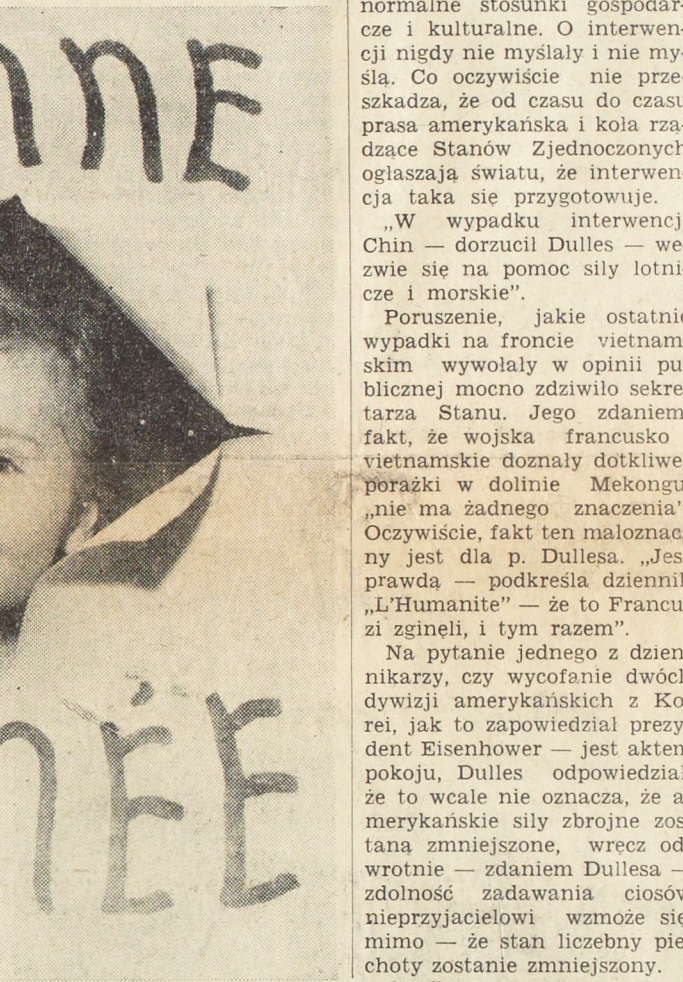 nne
née
normalne stosunki gospodar-
cze i kulturalne. O interwen-
cji nigdy nie myślały i nie my-
ślą. Co oczywiście nie prze-
szkadza, że od czasu do czasu
prasa amerykańska i koła rzą-
dzące Stanów Zjednoczonych
ogłaszają światu, że interwen-
cja taka się przygotowuje.
„W wypadku interwencj
Chin — dorzucił Dulles — we
zwie się na pomoc siły lotni
cze i morskie”.
Poruszenie, jakie ostatnie
wypadki na froncie vietnam
skim wywołały w opinii pu
blicznej mocno zdziwiło sekre
tarza Stanu. Jego zdaniem
fakt, że wojska francusko
vietnamskie doznały dotkliwe
porażki w dolinie Mekongu
„nie ma żadnego znaczenia”
Oczywiście, fakt ten małoznac
ny jest dla p. Dullesa. „Jes
prawdą — podkreśla dziennik
„L'Humanite” — że to Francu
zi zginęli, i tym razem”.
Na pytanie jednego z dzien
nikarzy, czy wycofanie dwóch
dywizji amerykańskich z Ko
rei, jak to zapowiedział prezy
dent Eisenhower — jest aktem
pokoju, Dulles odpowiedział
że to wcale nie oznacza, że a
merykańskie siły zbrojne zos
taną zmniejszone, wręcz od
wrotnie — zdaniem Dullesa —
zdolność zadawania ciosów
nieprzyjacielowi wzmoże się
mimo — że stan liczebny pie
choty zostanie zmniejszony.